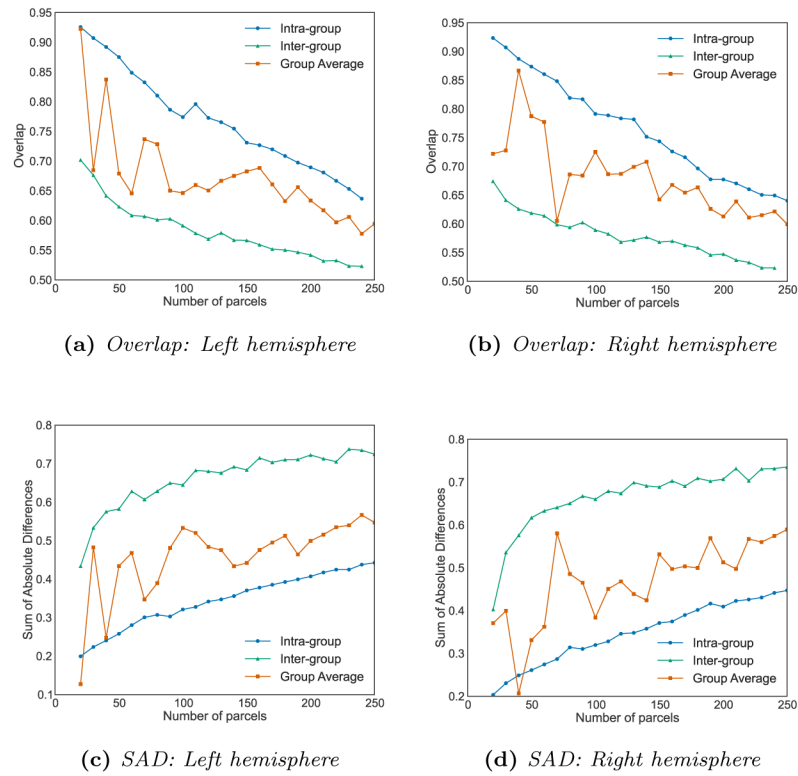 0.95
0.90
0.85
0.80
0.75
0.70
0.65
0.60
0.55
0.50
Overlap
0
50
100
150
200
250
Number of parcels
Intra-group
Inter-group
Group Average
(a) Overlap: Left hemisphere
0.95
0.90
0.85
0.80
0.75
0.70
0.65
0.60
0.55
0.50
Overlap
0
50
100
150
200
250
Number of parcels
Intra-group
Inter-group
Group Average
(b) Overlap: Right hemisphere
0.8
0.7
0.6
0.5
0.4
0.3
0.2
0.1
Sum of Absolute Differences
0
50
100
150
200
250
Number of parcels
Intra-group
Inter-group
Group Average
(c) SAD: Left hemisphere
0.8
0.7
0.6
0.5
0.4
0.3
0.2
Sum of Absolute Differences
0
50
100
150
200
250
Number of parcels
Intra-group
Inter-group
Group Average
(d) SAD: Right hemisphere